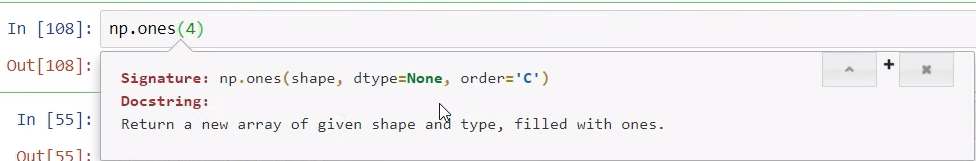 In [108]: np.ones(4)
Out[108]:
Signature: np.ones(shape, dtype=None, order='C')
Docstring:
In [55]:
Return a new array of given shape and type, filled with ones.
Out[55]: